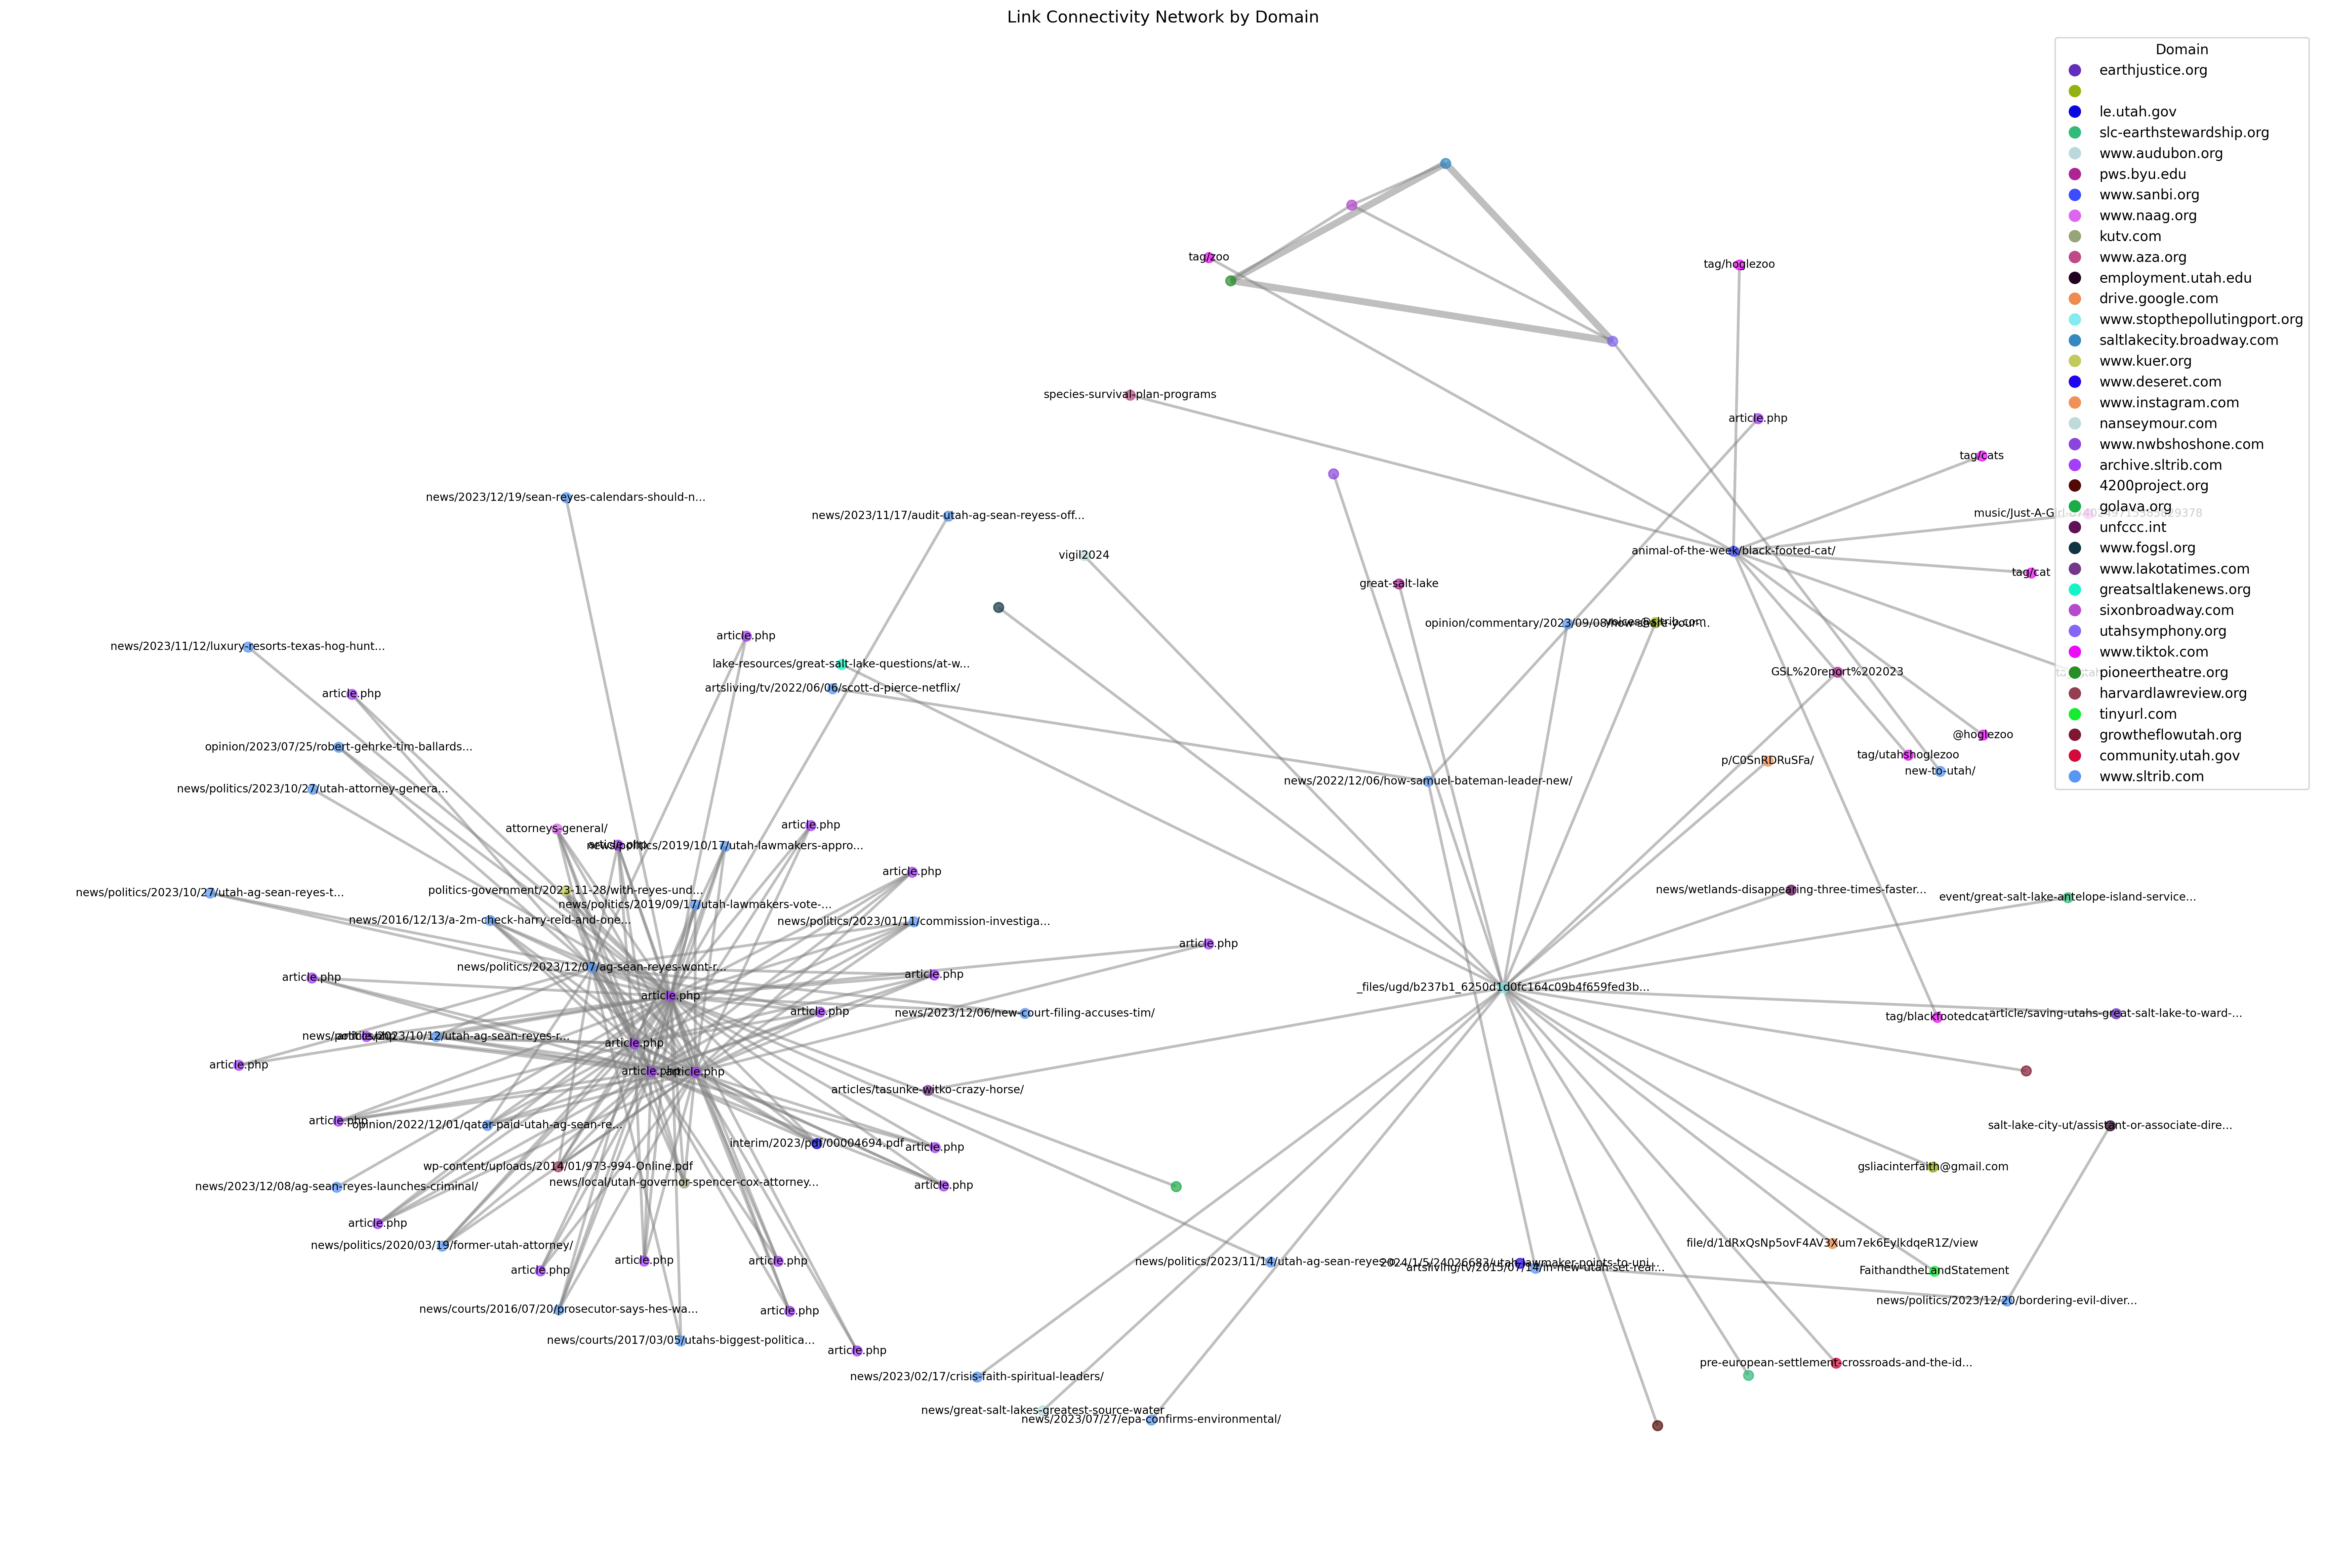 Link Connectivity Network by Domain
Domain
earthjustice.org
le.utah.gov
slc-earthstewardship.org
www.audubon.org
pws.byu.edu
www.sanbi.org
www.naag.org
kutv.com
www.aza.org
employment.utah.edu
drive.google.com
www.stopthepollutingport.org
saltlakecity.broadway.com
www.kuer.org
www.deseret.com
www.instagram.com
nanseymour.com
www.nwbshoshone.com
archive.sltrib.com
4200project.org
golava.org
unfccc.int
www.fogsl.org
www.lakotatimes.com
greatsaltlakenews.org
sixonbroadway.com
utahsymphony.org
www.tiktok.com
pioneertheatre.org
harvardlawreview.org
tinyurl.com
growtheflowutah.org
community.utah.gov
www.sltrib.com
tag/zoo
tag/hoglezoo
species-survival-plan-programs
article.php
tag/cats
news/2023/12/19/sean-reyes-calendars-should-n...
news/2023/11/17/audit-utah-ag-sean-reyess-off...
vigil2024
animal-of-the-week/black-footed-cat/
tag/cat
great-salt-lake
opinion/commentary/2023/09/08/how-share-your-...
voices@sltrib.com
article.php
news/2023/11/12/luxury-resorts-texas-hog-hunt...
lake-resources/great-salt-lake-questions/at-w...
GSL%20report%202023
artsliving/tv/2022/06/06/scott-d-pierce-netflix/
article.php
@hoglezoo
opinion/2023/07/25/robert-gehrke-tim-ballards...
tag/utahshoglezoo
p/C0SnRDRuSFa/
new-to-utah/
news/2022/12/06/how-samuel-bateman-leader-new/
news/politics/2023/10/27/utah-attorney-genera...
attorneys-general/
article.php
article.php
news/politics/2019/10/17/utah-lawmakers-appro...
article.php
news/politics/2023/10/27/utah-ag-sean-reyes-t...
politics-government/2023-11-28/with-reyes-und...
news/wetlands-disappearing-three-times-faster...
event/great-salt-lake-antelope-island-service...
news/politics/2019/09/17/utah-lawmakers-vote-...
news/2016/12/13/a-2m-check-harry-reid-and-one...
news/politics/2023/01/11/commission-investiga...
article.php
news/politics/2023/12/07/ag-sean-reyes-wont-r...
article.php
article.php
_files/ugd/b237b1_6250d1d0fc164c09b4f659fed3b...
article.php
article.php
news/2023/12/06/new-court-filing-accuses-tim/
tag/blackfootedcat
article/saving-utahs-great-salt-lake-to-ward-...
news/politics/2023/10/12/utah-ag-sean-reyes-r...
article.php
article.php
article.php
article.php
article.php
articles/tasunke-witko-crazy-horse/
article.php
opinion/2022/12/01/qatar-paid-utah-ag-sean-re...
salt-lake-city-ut/assistant-or-associate-dire...
interim/2023/pdf/00004694.pdf
article.php
wp-content/uploads/2014/01/973-994-Online.pdf
gsliacinterfaith@gmail.com
news/local/utah-governor-spencer-cox-attorney...
news/2023/12/08/ag-sean-reyes-launches-criminal/
article.php
article.php
news/politics/2020/03/19/former-utah-attorney/
file/d/1dRxQsNp5ovF4AV3Xum7ek6EylkdqeR1Z/view
article.php
article.php
news/politics/2023/11/14/utah-ag-sean-reyes-o...
2024/1/5/24026683/utah-lawmaker-points-to-uni...
artsliving/tv/2015/07/14/in-new-utah-set-real...
article.php
FaithandtheLandStatement
news/politics/2023/12/20/bordering-evil-diver...
news/courts/2016/07/20/prosecutor-says-hes-wa...
article.php
news/courts/2017/03/05/utahs-biggest-politica...
article.php
pre-european-settlement-crossroads-and-the-id...
news/2023/02/17/crisis-faith-spiritual-leaders/
news/great-salt-lakes-greatest-source-water
news/2023/07/27/epa-confirms-environmental/